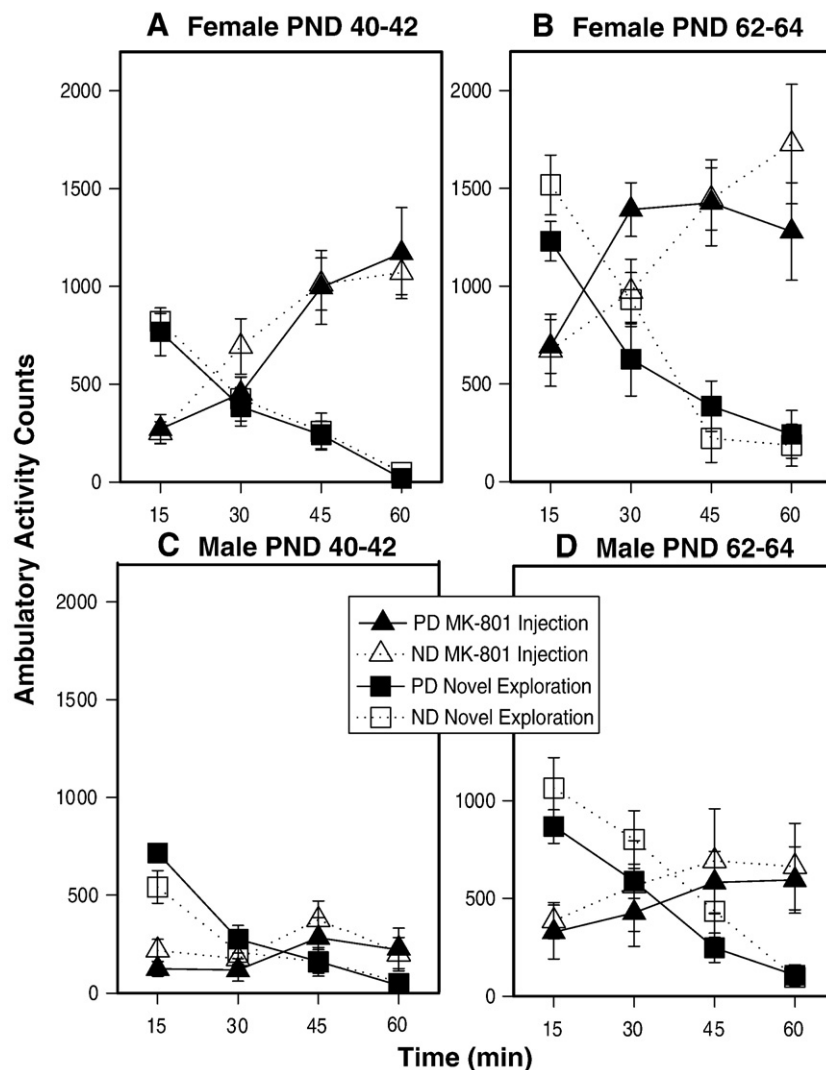 A Female PND 40-42
B Female PND 62-64
2000
1500
1000
500
0
15 30 45 60
2000
1500
1000
500
0
15 30 45 60
C Male PND 40-42
D Male PND 62-64
2000
1500
1000
500
0
15 30 45 60
1000
500
0
15 30 45 60
PD MK-801 Injection
ND MK-801 Injection
PD Novel Exploration
ND Novel Exploration
Ambulatory Activity Counts
Time (min)